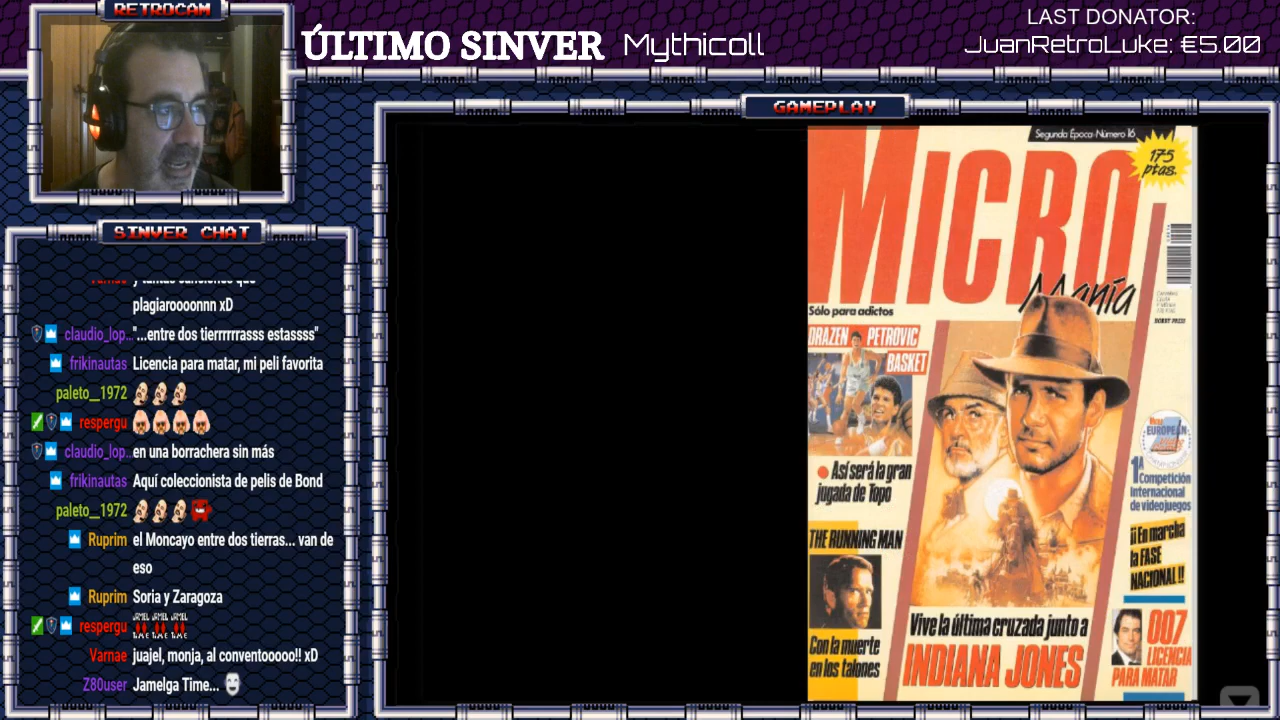 RETROCAM
ÚLTIMO SINVER Mythicoll
LAST DONATOR:
JuanRetroLuke: €5.00
GAMEPLAY
SINVER CHAT
plagiaroooonnn xD
claudio_lop.. "...entre dos tierrrrrrasss estassss"
frikinautas Licencia para matar, mi peli favorita
paleto__1972
respergu
claudio_lop.. en una borrachera sin más
frikinautas Aquí coleccionista de pelis de Bond
paleto__1972
Ruprim el Moncayo entre dos tierras... van de
eso
Ruprim Soria y Zaragoza
respergu
Varnae juajel, monja, al conventooooo!! xD
Z80user Jamelga Time...
Segunda Época-Número 16
175
ptas.
MICRO
Manía
Sólo para adictos
HOBBY PRESS
DRAZEN PETROVIC
BASKET
Así será la gran
jugada de Topo
THE RUNNING MAN
Con la muerte
en los talones
Vive la última cruzada junto a
INDIANA JONES
EUROPEAN
1ª Competición
Internacional
de videojuegos
¡¡En marcha
la FASE
NACIONAL!!
007
LICENCIA
PARA MATAR